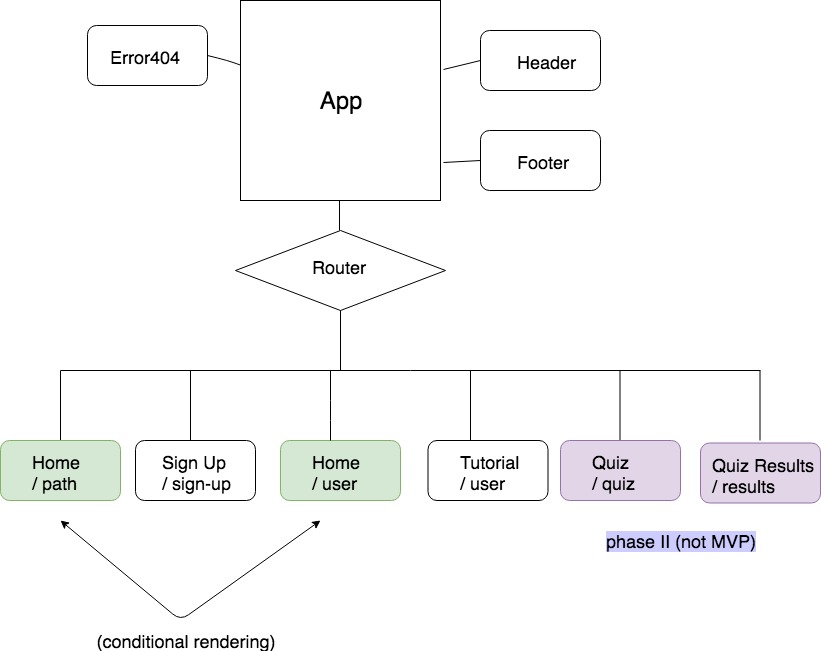 Error404
Header
App
Footer
Router
Home
/ path
Sign Up
/ sign-up
Home
/ user
Tutorial
/ user
Quiz
/ quiz
Quiz Results
/ results
phase II (not MVP)
(conditional rendering)